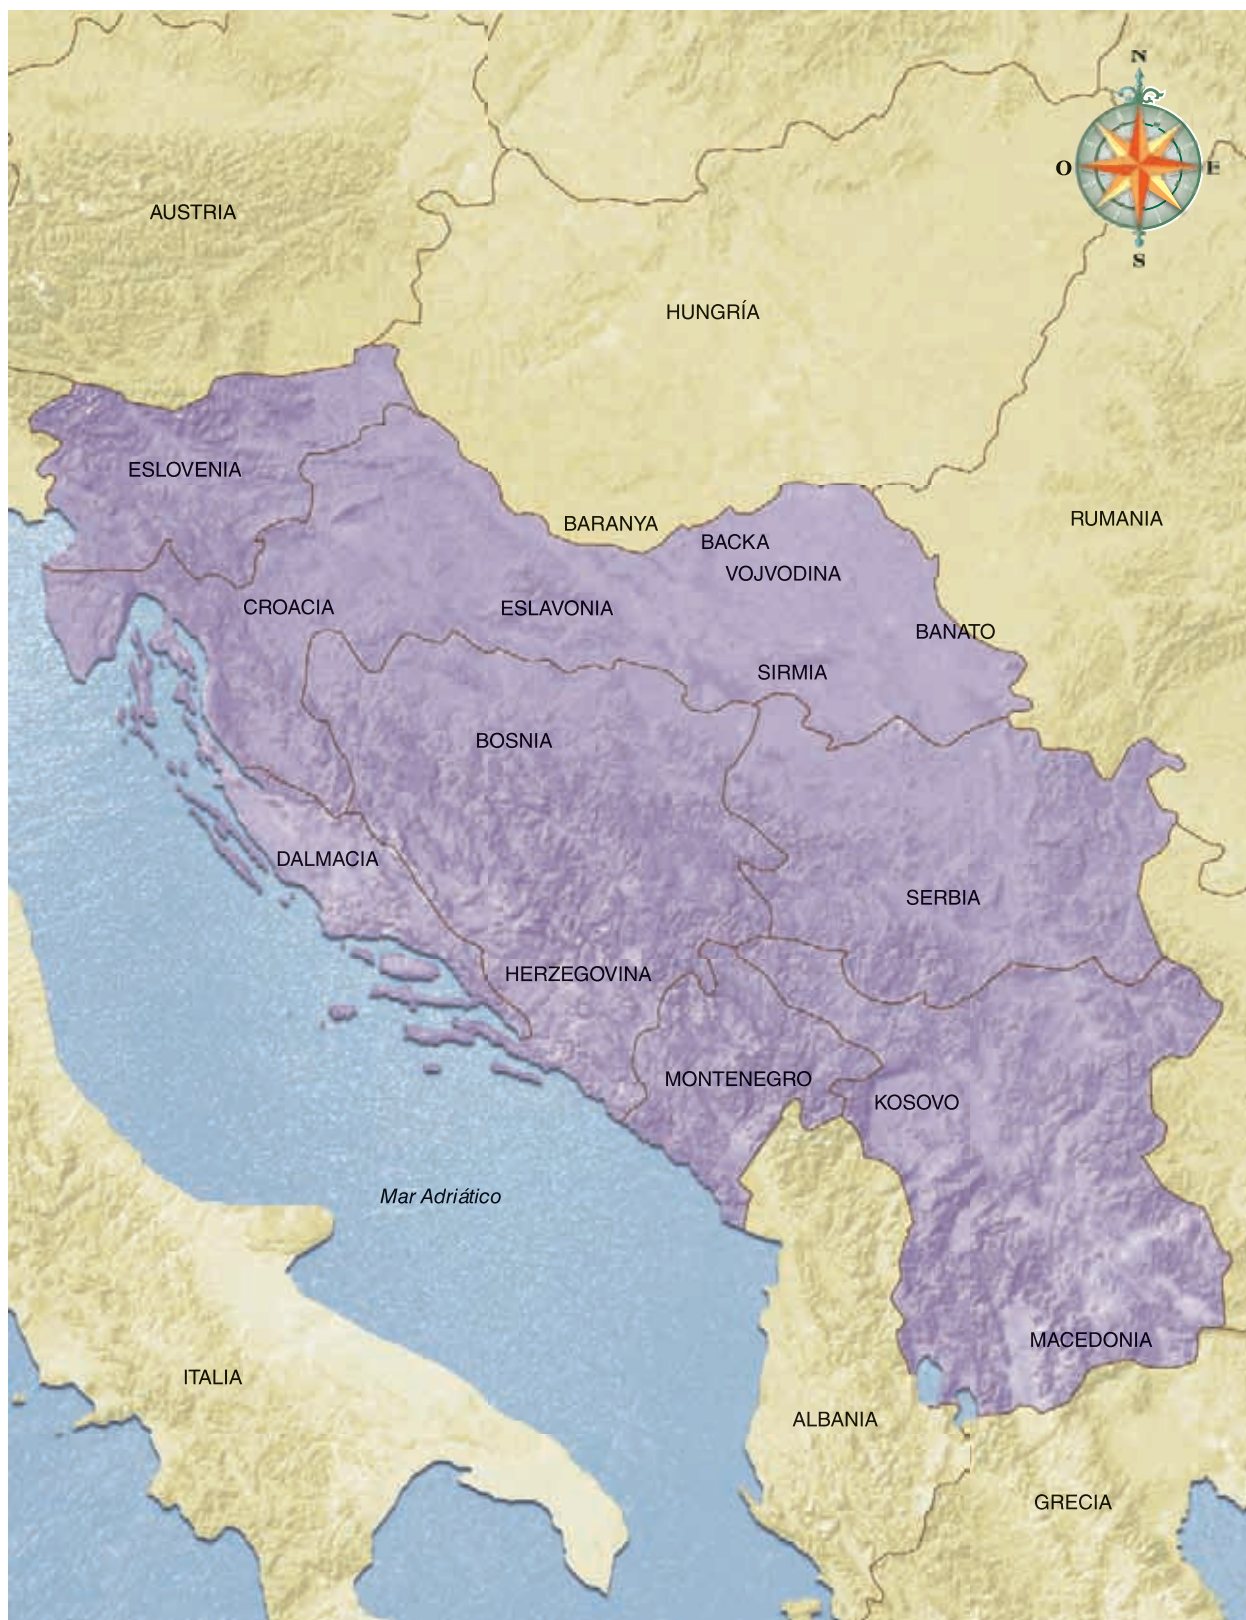 N
O
E
S
AUSTRIA
HUNGRÍA
ESLOVENIA
BARANYA
RUMANIA
BACKA
VOJVODINA
CROACIA
ESLAVONIA
BANATO
SIRMIA
BOSNIA
DALMACIA
SERBIA
HERZEGOVINA
MONTENEGRO
KOSOVO
Mar Adriático
MACEDONIA
ITALIA
ALBANIA
GRECIA